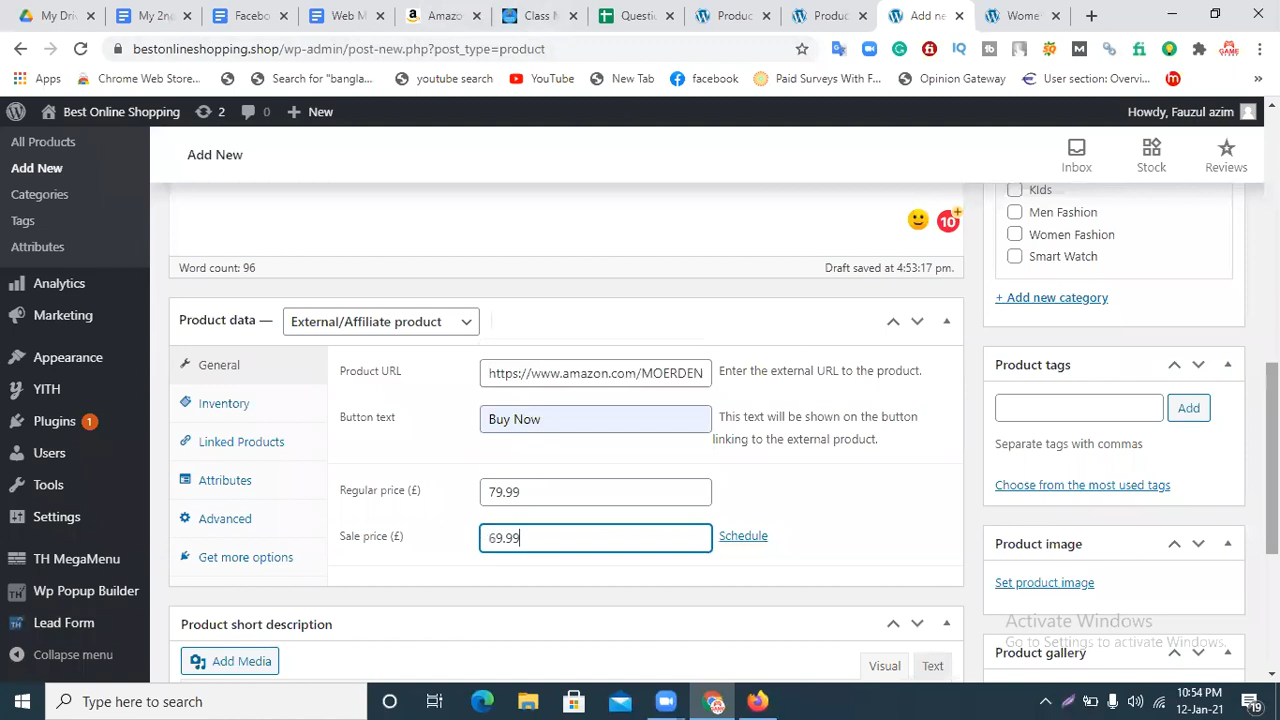 My Dri
My 2nd
Faceb
Web M
Amazo
Class R
Questi
Produc
Produc
Add ne
Wome
bestonlineshopping.shop/wp-admin/post-new.php?post_type=product
Apps
Chrome Web Store...
Search for "bangla...
youtube search
YouTube
New Tab
facebook
Paid Surveys With F...
Opinion Gateway
User section: Overvi...
Best Online Shopping
2
0
New
Howdy, Fauzul azim
All Products
Add New
Categories
Tags
Attributes
Analytics
Marketing
Appearance
YITH
Plugins 1
Users
Tools
Settings
TH MegaMenu
Wp Popup Builder
Lead Form
Collapse menu
Add New
Inbox
Stock
Reviews
10
Word count: 96
Draft saved at 4:53:17 pm.
Product data —
External/Affiliate product
General
Inventory
Linked Products
Attributes
Advanced
Get more options
Product URL
https://www.amazon.com/MOERDEN
Enter the external URL to the product.
Button text
Buy Now
This text will be shown on the button
linking to the external product.
Regular price (£)
79.99
Sale price (£)
69.99
Schedule
Product short description
Add Media
Visual
Text
Kids
Men Fashion
Women Fashion
Smart Watch
+ Add new category
Product tags
Add
Separate tags with commas
Choose from the most used tags
Product image
Set product image
Activate Windows
Go to Settings to activate Windows.
Product gallery
Type here to search
10:54 PM
12-Jan-21
19